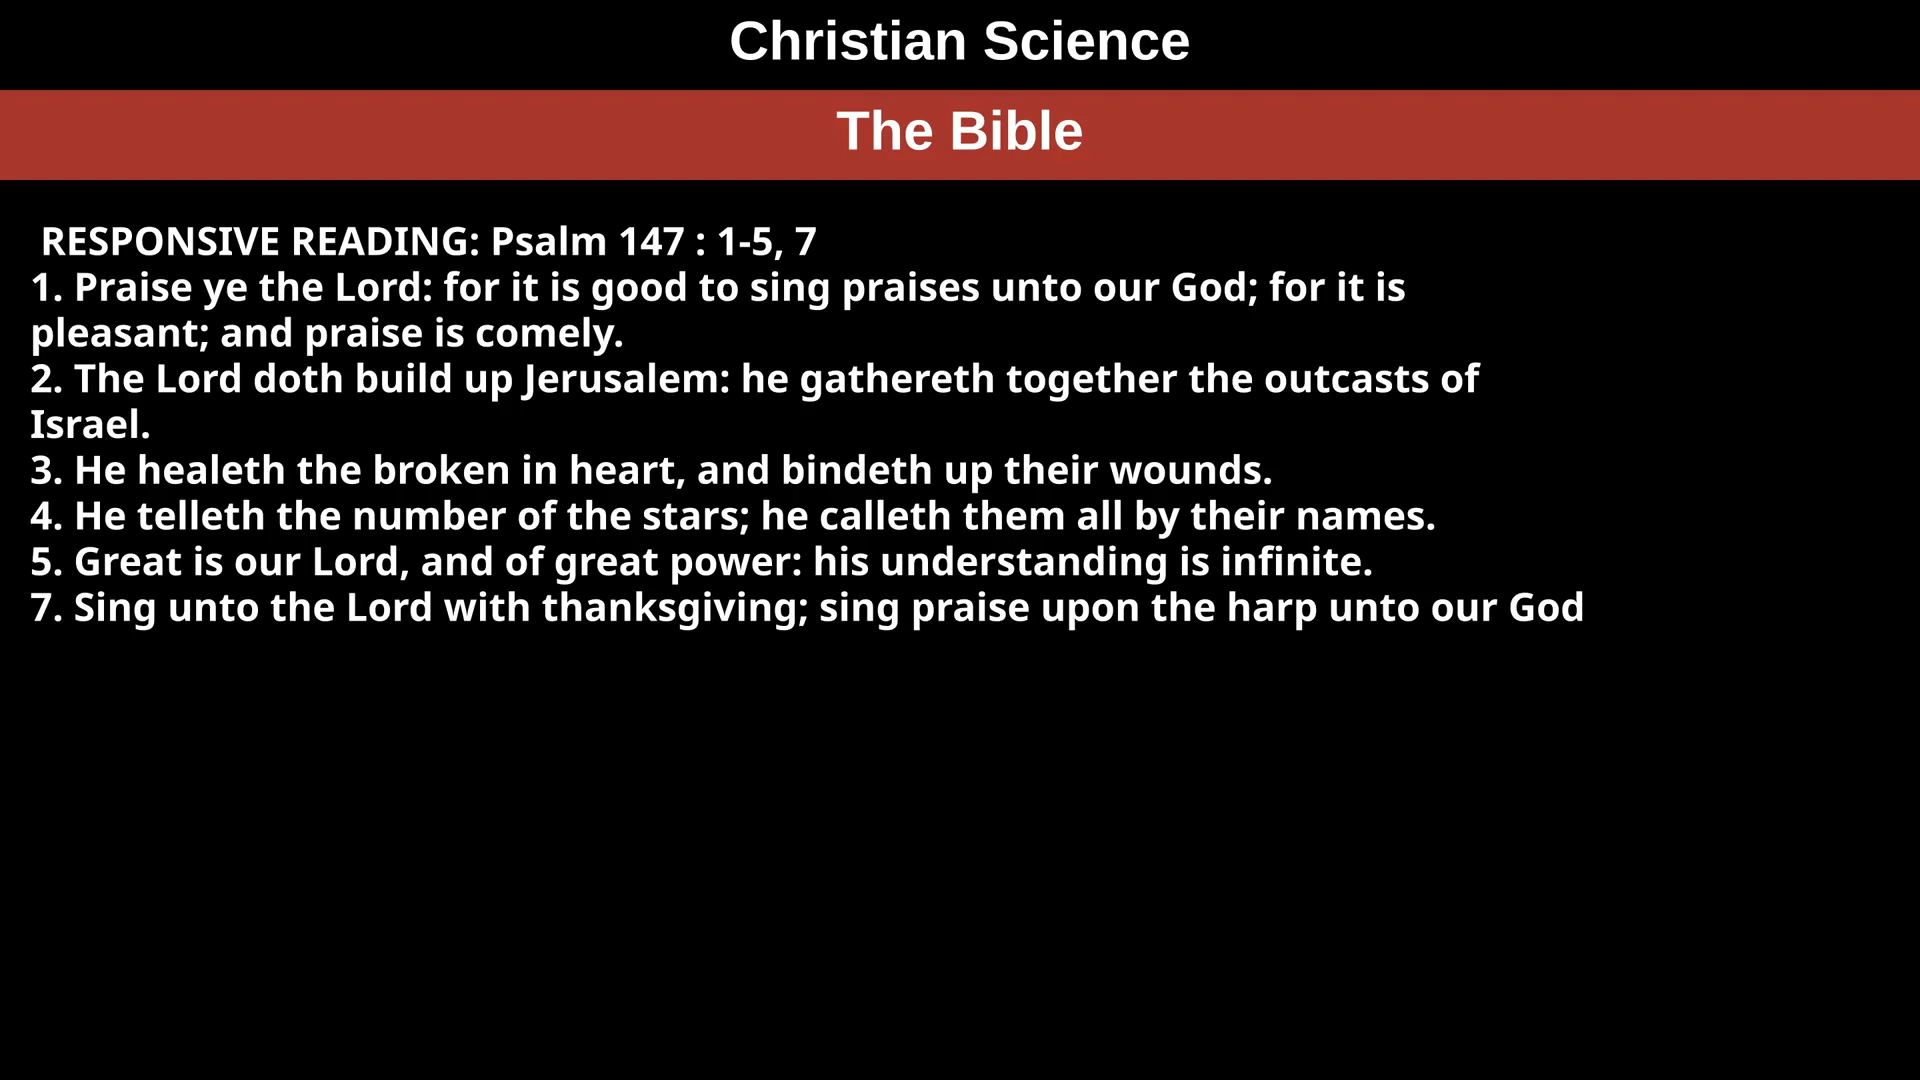 Christian Science
The Bible
RESPONSIVE READING: Psalm 147 : 1-5, 7
1. Praise ye the Lord: for it is good to sing praises unto our God; for it is
pleasant; and praise is comely.
2. The Lord doth build up Jerusalem: he gathereth together the outcasts of
Israel.
3. He healeth the broken in heart, and bindeth up their wounds.
4. He telleth the number of the stars; he calleth them all by their names.
5. Great is our Lord, and of great power: his understanding is infinite.
7. Sing unto the Lord with thanksgiving; sing praise upon the harp unto our God